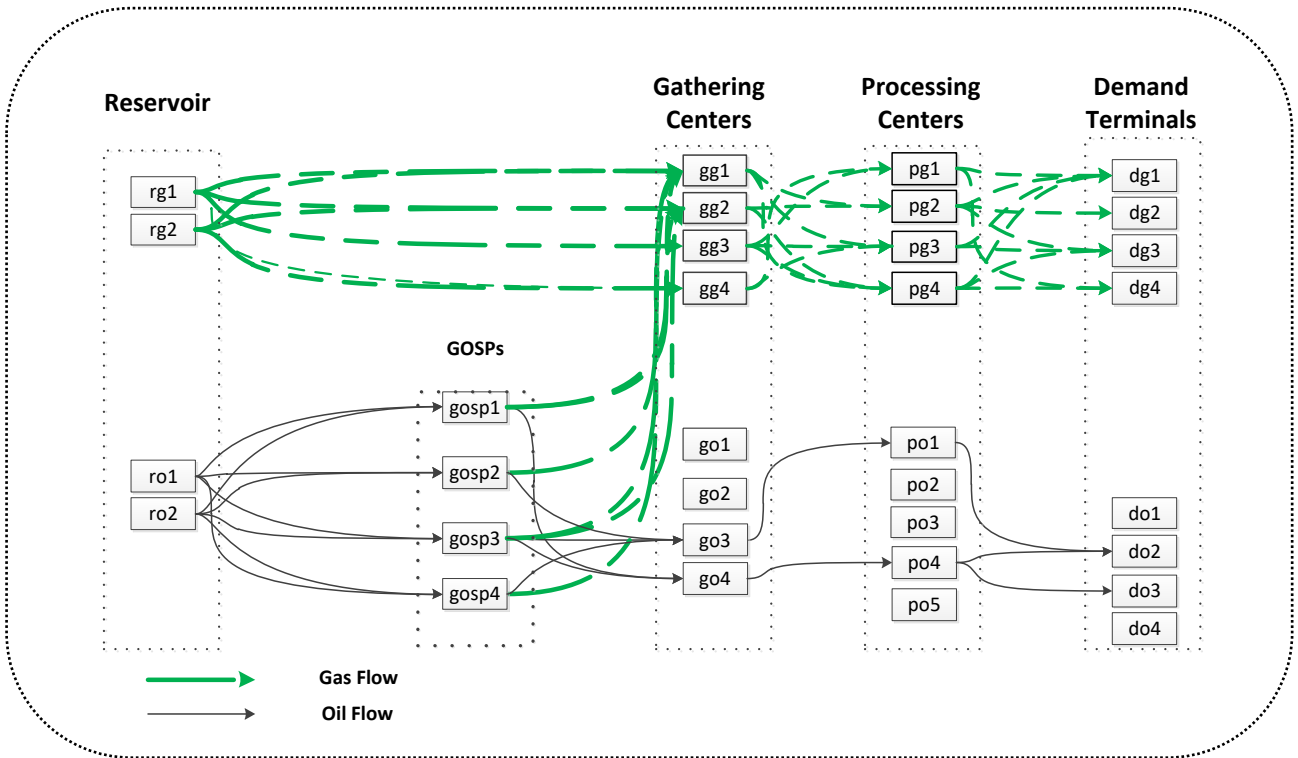 Reservoir
Gathering
Centers
Processing
Centers
Demand
Terminals
rg1
rg2
gg1
gg2
gg3
gg4
pg1
pg2
pg3
pg4
dg1
dg2
dg3
dg4
GOSPs
gosp1
gosp2
gosp3
gosp4
ro1
ro2
go1
go2
go3
go4
po1
po2
po3
po4
po5
do1
do2
do3
do4
Gas Flow
Oil Flow